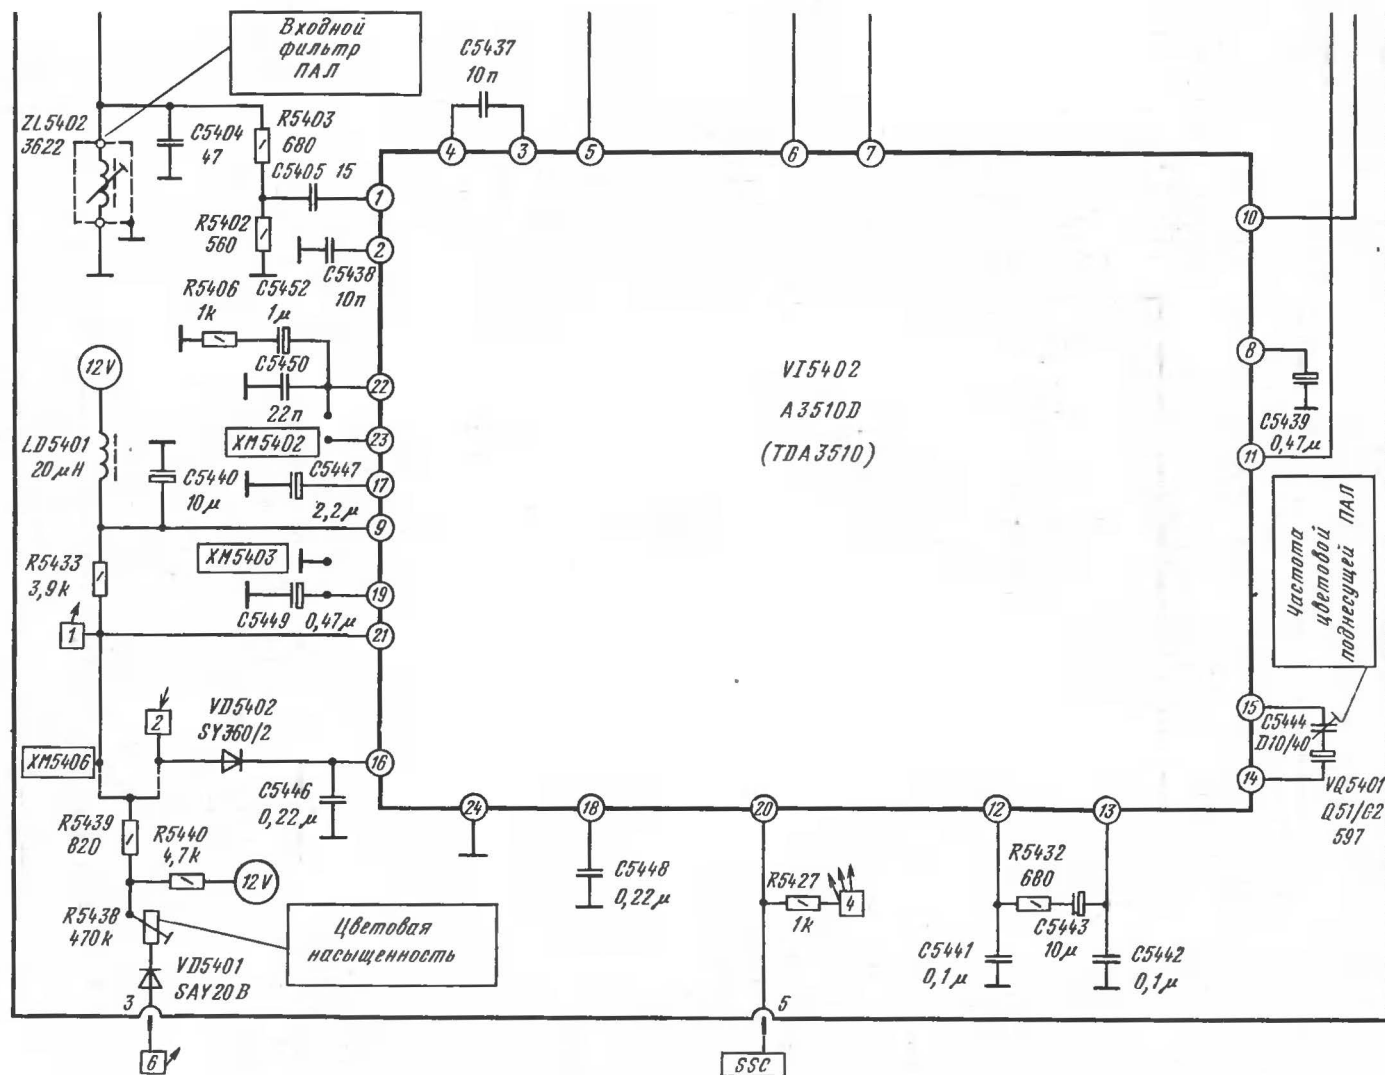 Входной
фильтр
ПАЛ
ZL5402
3622
C5404
47
R5403
680
C5405 15
R5402
560
C5437
10n
4
3
5
6
7
1
2
10
C5438
10n
R5406
1k
C5452
1μ
C5450
22n
12V
22
XM5402
23
LD5401
20μH
C5440
10μ
C5447
2,2μ
17
9
XM5403
R5433
3,9k
C5449
0,47μ
19
1
21
VI5402
A3510D
(TDA3510)
8
C5439
0,47μ
11
Частота
цветовой
поднесущей ПАЛ
15
C5444
D10/40
14
VQ5401
Q51/G2
597
2
VD5402
SY360/2
XM5406
16
C5446
0,22μ
24
18
20
12
13
R5439
820
R5440
4,7k
12V
R5438
470k
Цветовая
насыщенность
VD5401
SAY20B
3
6
C5448
0,22μ
R5427
1k
4
5
SSC
R5432
680
C5443
10μ
C5441
0,1μ
C5442
0,1μ